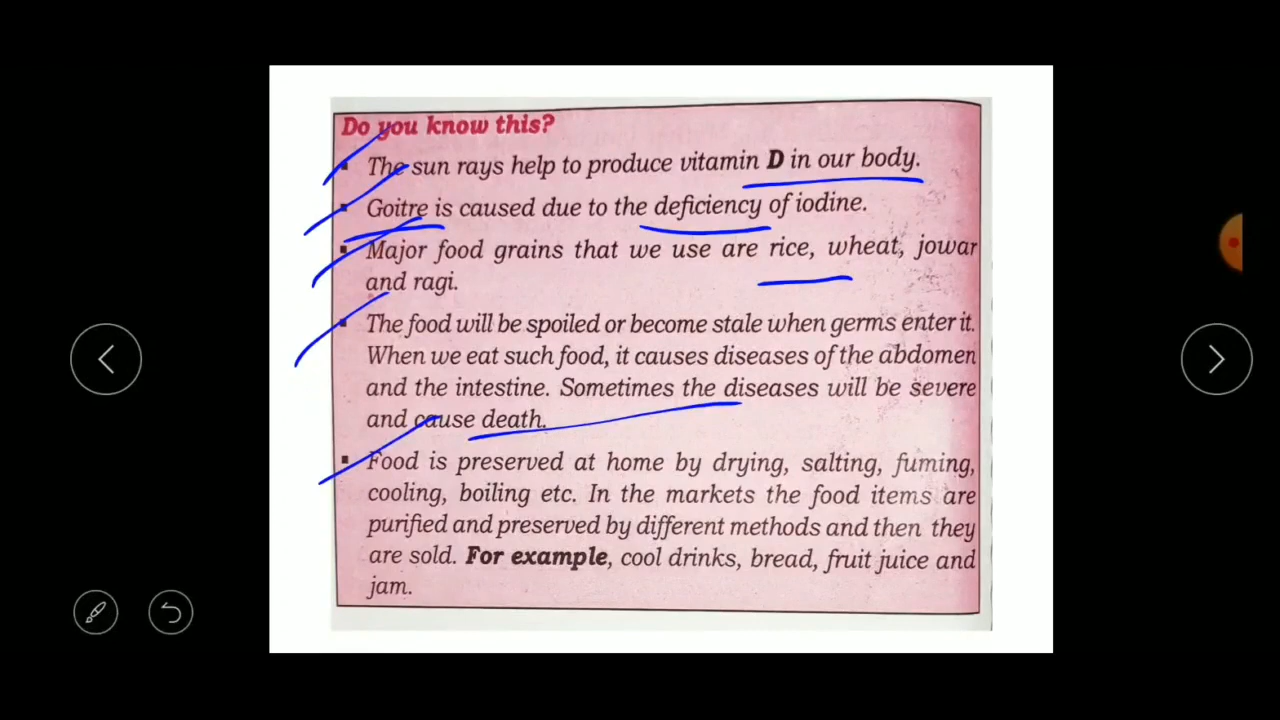 Do you know this?
▪ The sun rays help to produce vitamin D in our body.
▪ Goitre is caused due to the deficiency of iodine.
▪ Major food grains that we use are rice, wheat, jowar
and ragi.
▪ The food will be spoiled or become stale when germs enter it.
When we eat such food, it causes diseases of the abdomen
and the intestine. Sometimes the diseases will be severe
and cause death.
▪ Food is preserved at home by drying, salting, fuming,
cooling, boiling etc. In the markets the food items are
purified and preserved by different methods and then they
are sold. For example, cool drinks, bread, fruit juice and
jam.